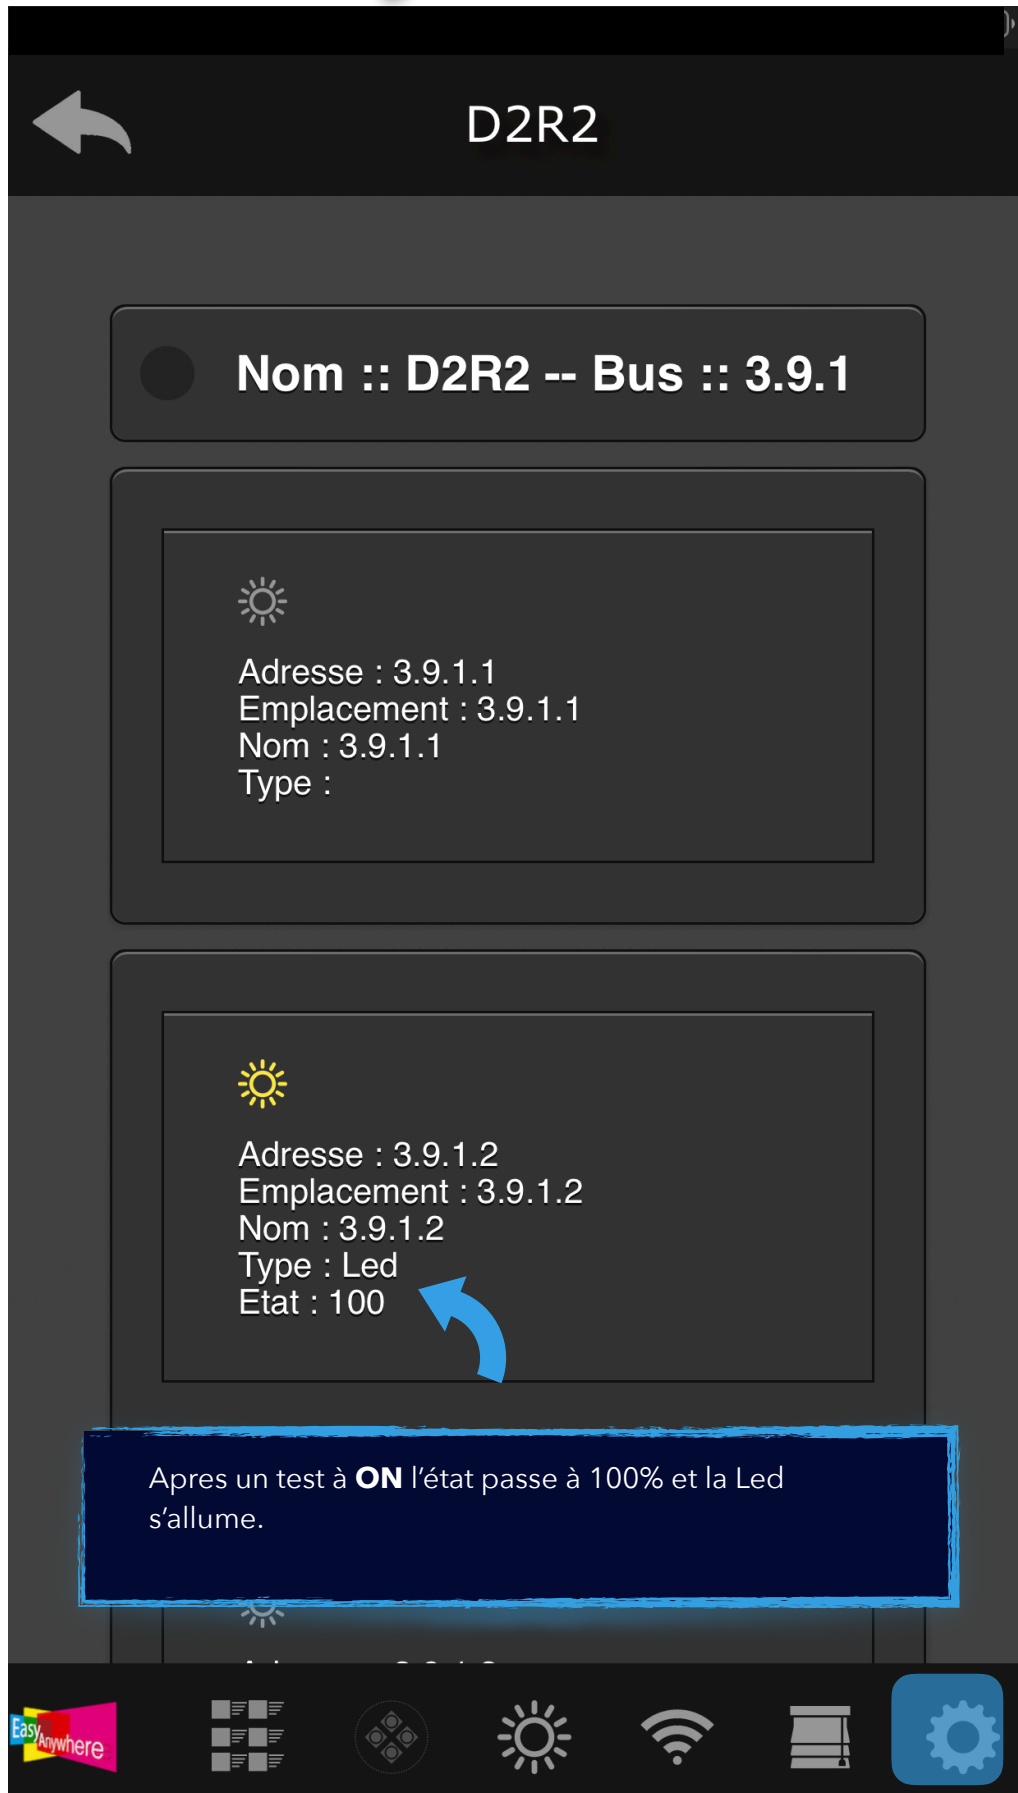 D2R2
Nom :: D2R2 -- Bus :: 3.9.1
Adresse : 3.9.1.1
Emplacement : 3.9.1.1
Nom : 3.9.1.1
Type :
Adresse : 3.9.1.2
Emplacement : 3.9.1.2
Nom : 3.9.1.2
Type : Led
Etat : 100
Apres un test à ON l’état passe à 100% et la Led
s’allume.
Easy
Anywhere